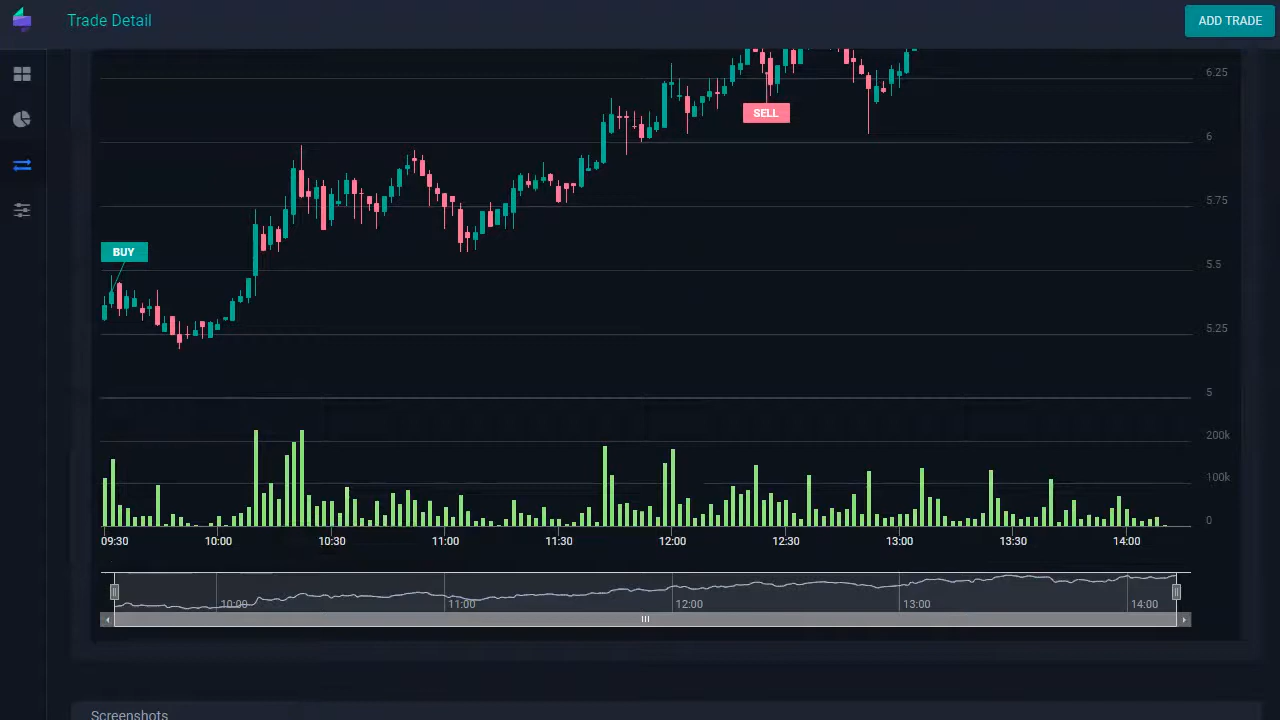 Trade Detail
ADD TRADE
6.25
SELL
6
5.75
BUY
5.5
5.25
5
200k
100k
0
09:30 10:00 10:30 11:00 11:30 12:00 12:30 13:00 13:30 14:00
10:00 11:00 12:00 13:00 14:00
Screenshots